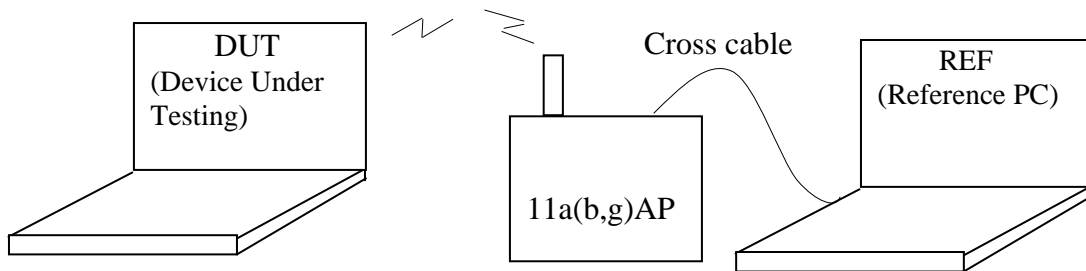 DUT
(Device Under
Testing)
Cross cable
REF
(Reference PC)
11a(b,g)AP